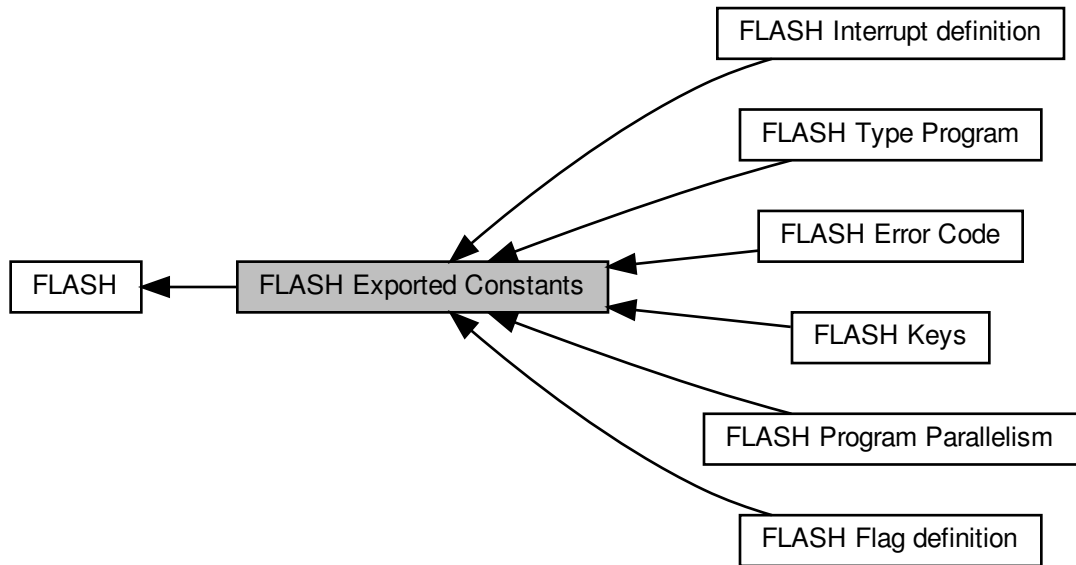 FLASH Interrupt definition
FLASH Type Program
FLASH Error Code
FLASH
FLASH Exported Constants
FLASH Keys
FLASH Program Parallelism
FLASH Flag definition